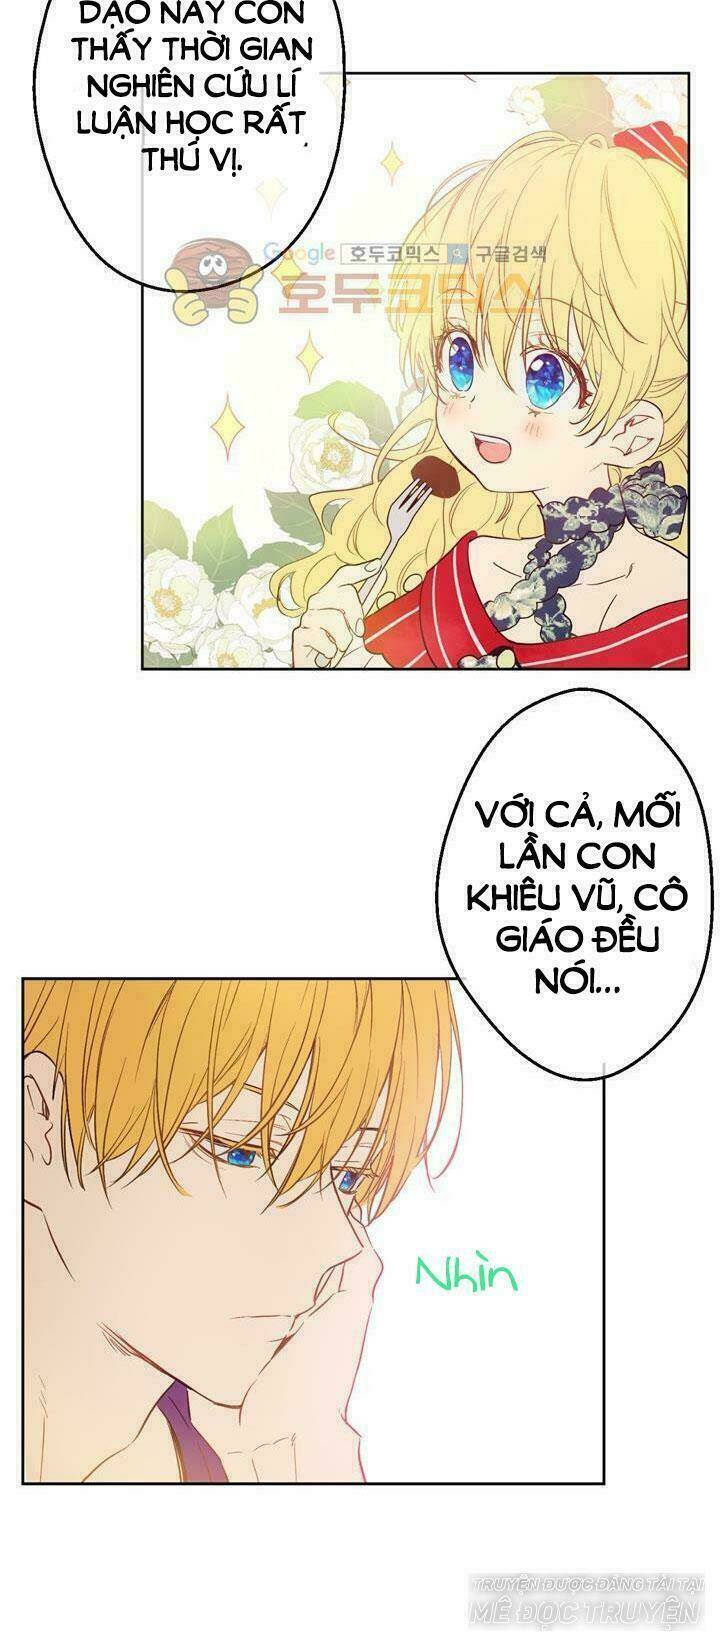 DẠO NÀY CON
THẤY THỜI GIAN
NGHIÊN CỨU LÍ
LUẬN HỌC RẤT
THÚ VỊ.
Google 호두코믹스 구글검색
호두코믹스
VỚI CẢ, MỖI
LẦN CON
KHIÊU VŨ, CÔ
GIÁO ĐỀU
NÓI...
Nhìn
TRUYỆN ĐƯỢC ĐĂNG TẢI TẠI
MÊ ĐỌC TRUYỆN